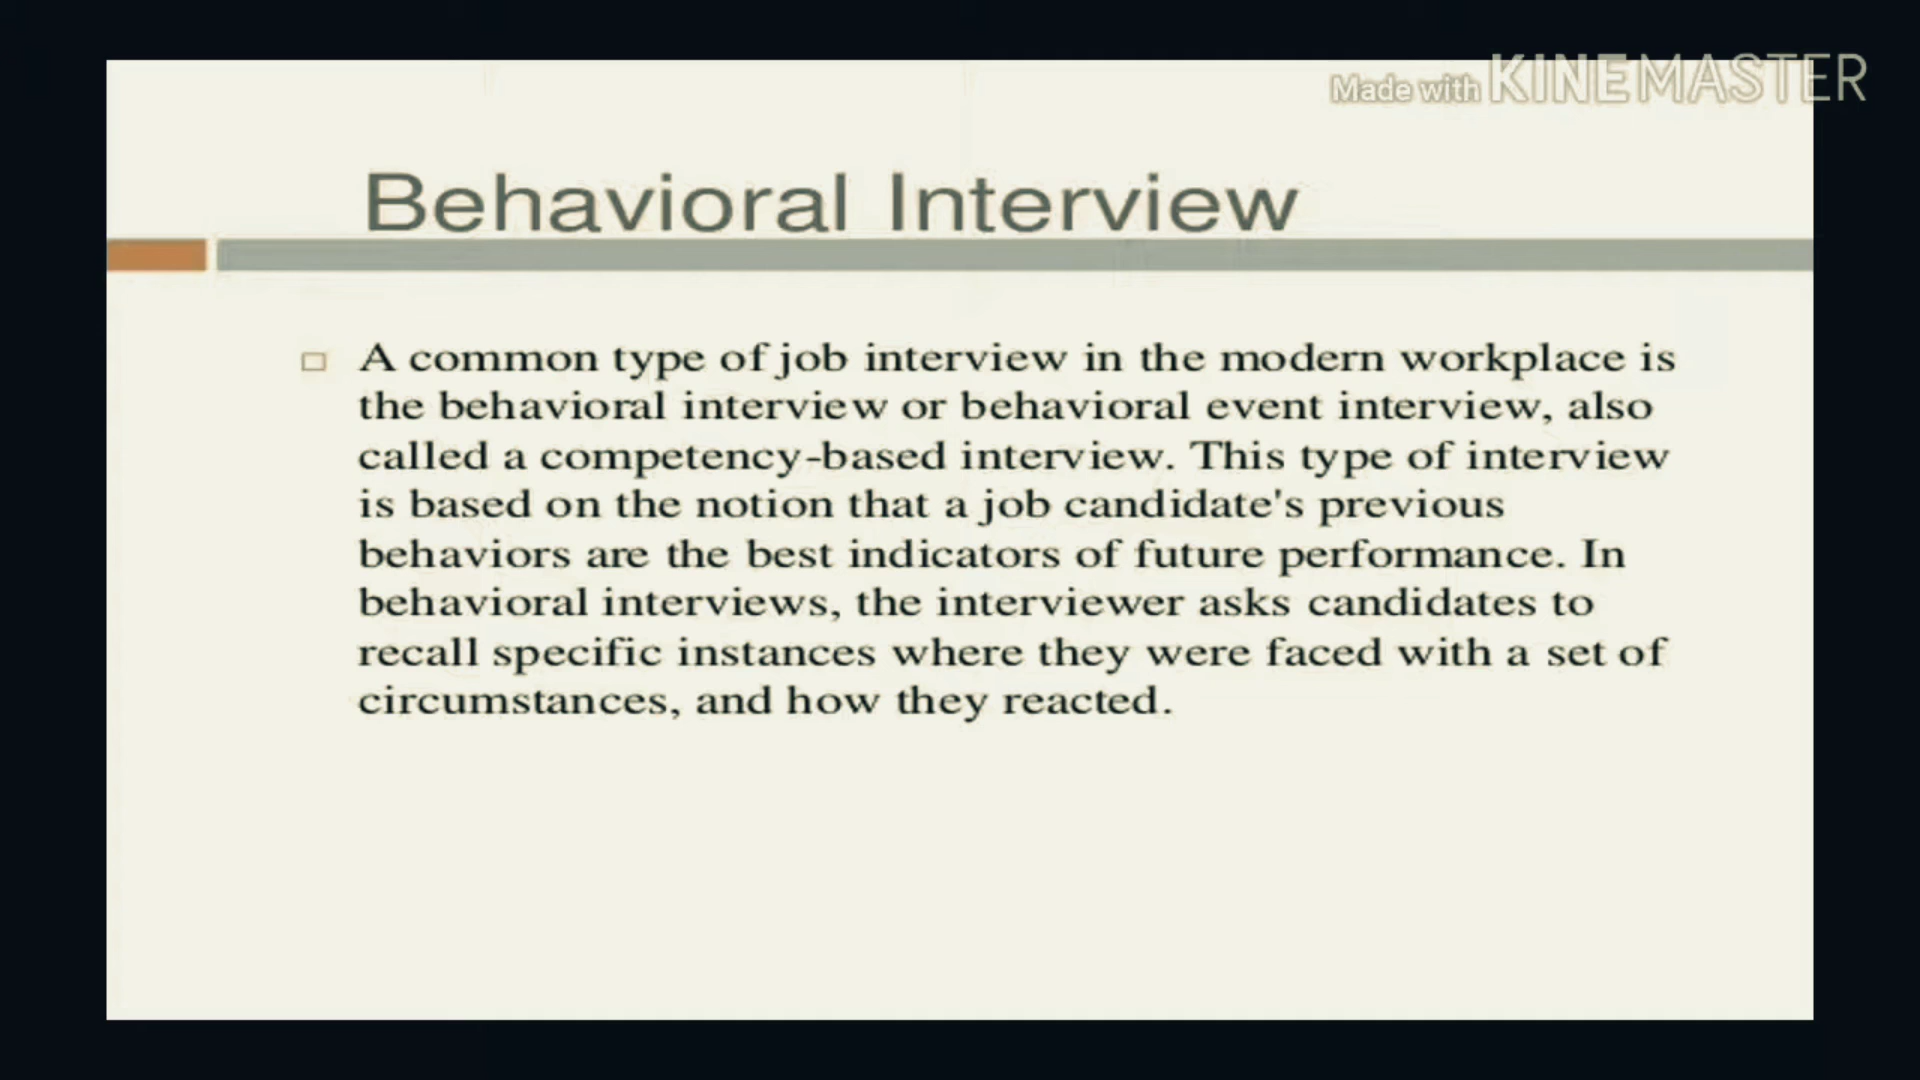 Made with KINEMASTER
Behavioral Interview
A common type of job interview in the modern workplace is
the behavioral interview or behavioral event interview, also
called a competency-based interview. This type of interview
is based on the notion that a job candidate's previous
behaviors are the best indicators of future performance. In
behavioral interviews, the interviewer asks candidates to
recall specific instances where they were faced with a set of
circumstances, and how they reacted.